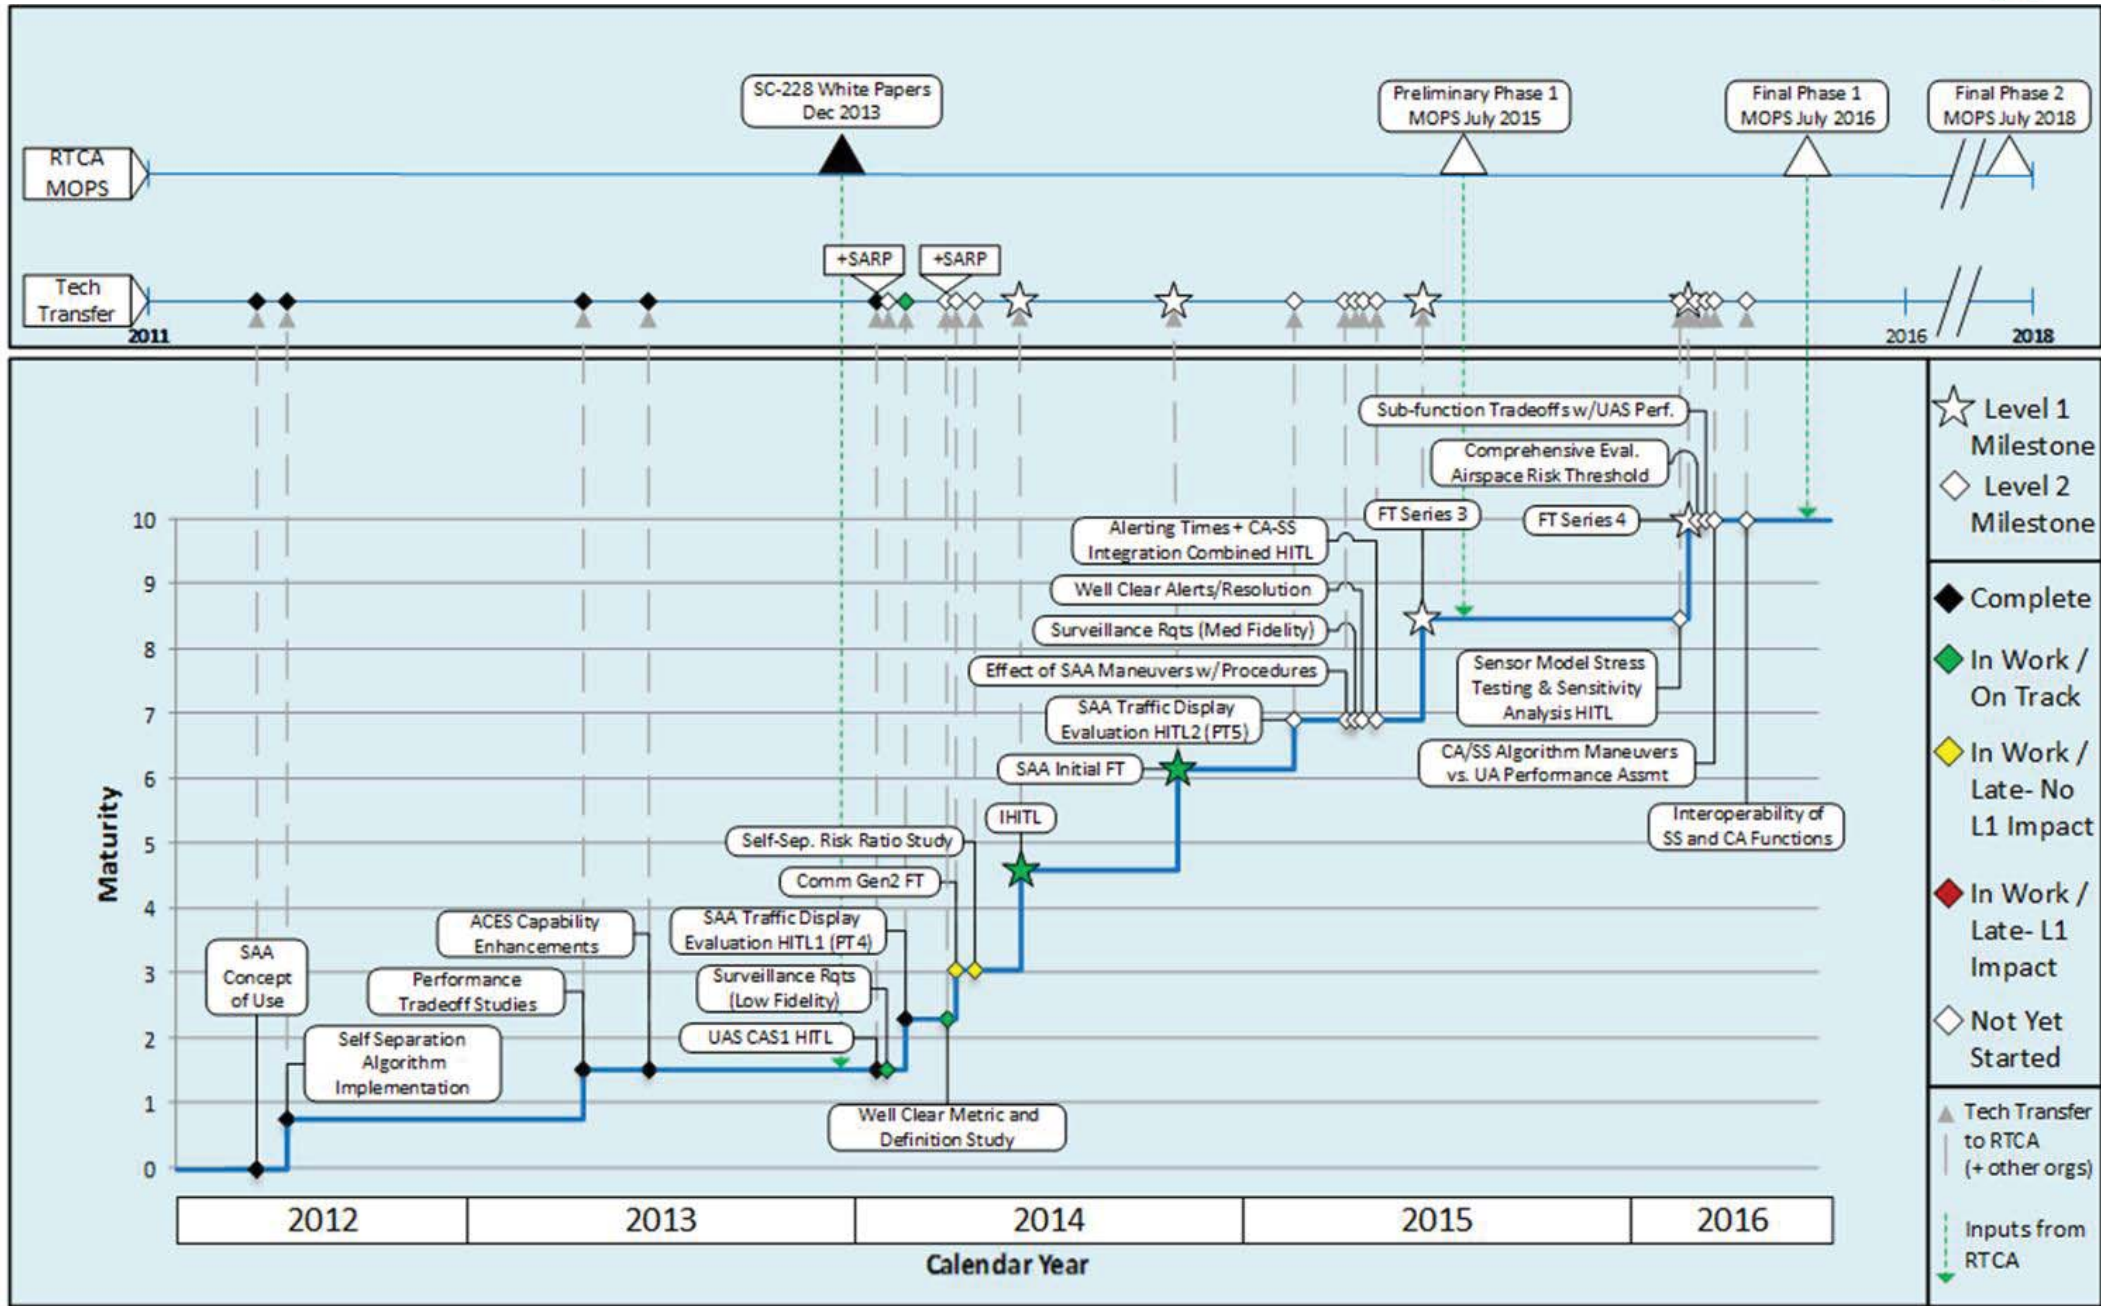 SC-228 White Papers
Dec 2013
Preliminary Phase 1
MOPS July 2015
Final Phase 1
MOPS July 2016
Final Phase 2
MOPS July 2018
RTCA
MOPS
+SARP
+SARP
Tech
Transfer
2011
2016
2018
Sub-function Tradeoffs w/UAS Perf.
Comprehensive Eval.
Airspace Risk Threshold
FT Series 3
FT Series 4
Alerting Times + CA-SS
Integration Combined HITL
Well Clear Alerts/Resolution
Surveillance Rqts (Med Fidelity)
Effect of SAA Maneuvers w/ Procedures
SAA Traffic Display
Evaluation HITL2 (PT5)
SAA Initial FT
Sensor Model Stress
Testing & Sensitivity
Analysis HITL
CA/SS Algorithm Maneuvers
vs. UA Performance Assmt
Interoperability of
SS and CA Functions
IHITL
Self-Sep. Risk Ratio Study
Comm Gen2 FT
SAA Traffic Display
Evaluation HITL1 (PT4)
ACES Capability
Enhancements
SAA
Concept
of Use
Performance
Tradeoff Studies
Surveillance Rqts
(Low Fidelity)
UAS CAS1 HITL
Self Separation
Algorithm
Implementation
Well Clear Metric and
Definition Study
10
9
8
7
6
5
4
3
2
1
0
Maturity
2012
2013
2014
2015
2016
Calendar Year
Level 1
Milestone
Level 2
Milestone
Complete
In Work /
On Track
In Work /
Late- No
L1 Impact
In Work /
Late- L1
Impact
Not Yet
Started
Tech Transfer
to RTCA
(+ other orgs)
Inputs from
RTCA